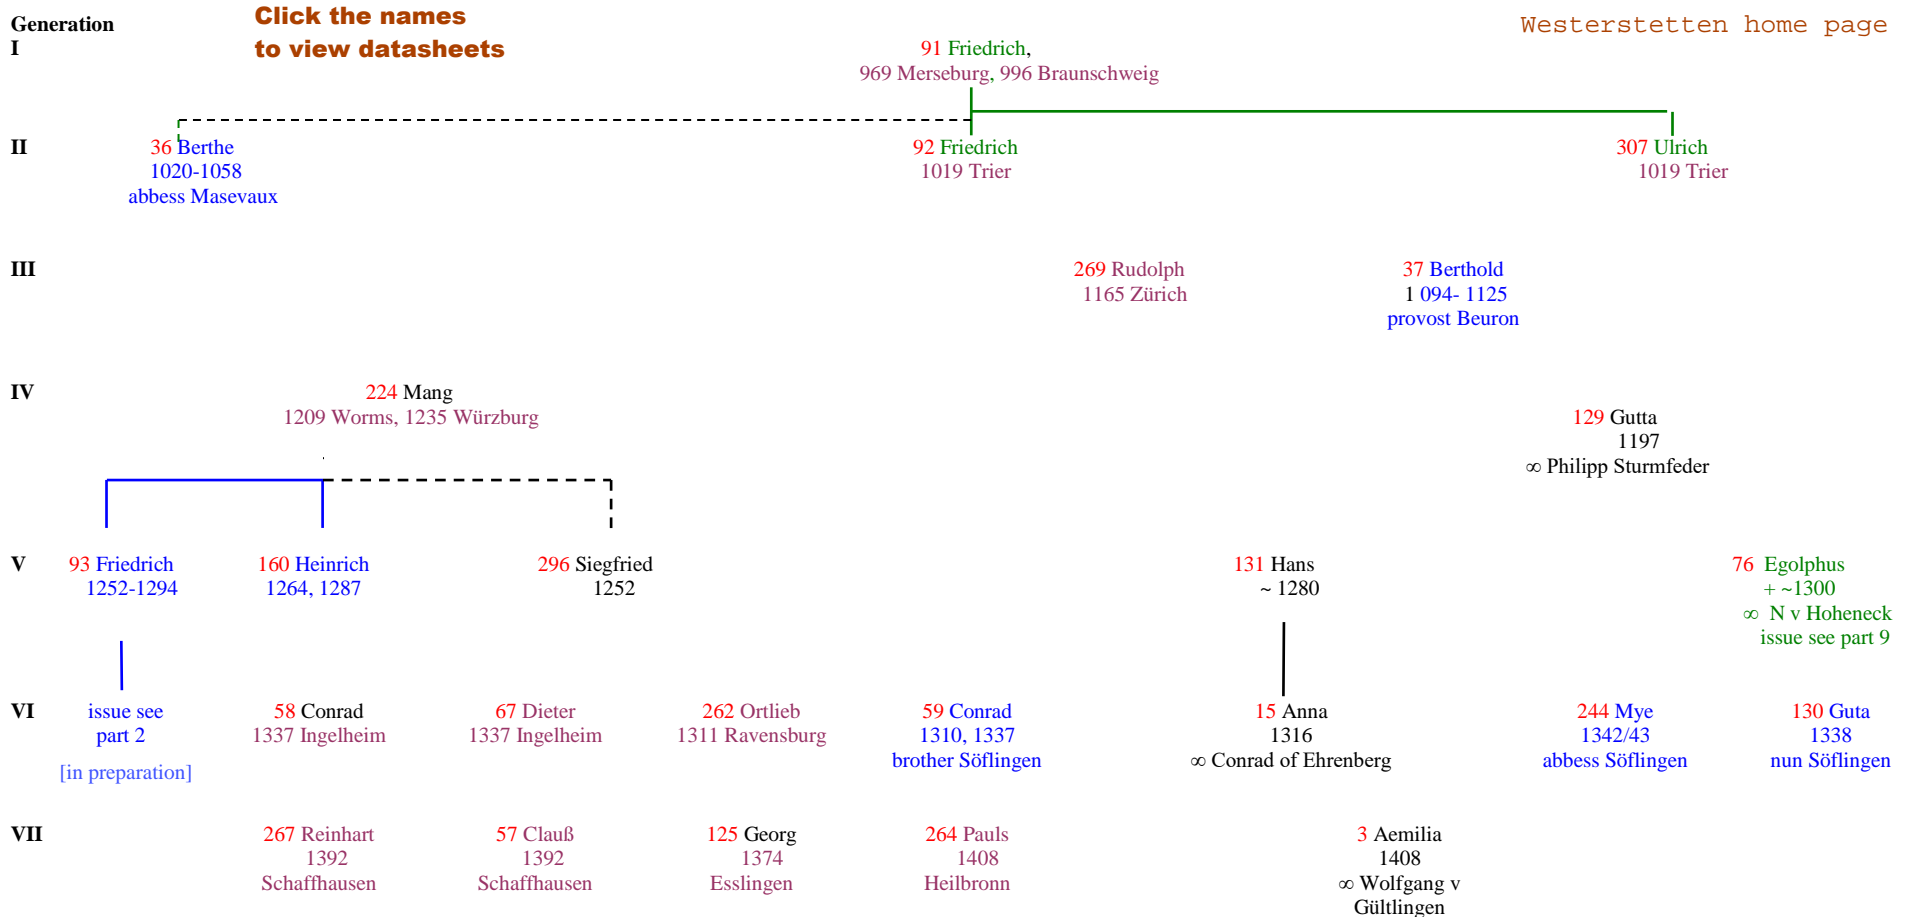 Generation
Click the names
to view datasheets
Westerstetten home page
I
91 Friedrich,
969 Merseburg, 996 Braunschweig
II
36 Berthe
1020-1058
abbess Masevaux
92 Friedrich
1019 Trier
307 Ulrich
1019 Trier
III
269 Rudolph
1165 Zürich
37 Berthold
1 094- 1125
provost Beuron
IV
224 Mang
1209 Worms, 1235 Würzburg
129 Gutta
1197
∞ Philipp Sturmfeder
V
93 Friedrich
1252-1294
160 Heinrich
1264, 1287
296 Siegfried
1252
131 Hans
~ 1280
76 Egolphus
+ ~1300
∞ N v Hoheneck
issue see part 9
VI
issue see
part 2
[in preparation]
58 Conrad
1337 Ingelheim
67 Dieter
1337 Ingelheim
262 Ortlieb
1311 Ravensburg
59 Conrad
1310, 1337
brother Söflingen
15 Anna
1316
∞ Conrad of Ehrenberg
244 Mye
1342/43
abbess Söflingen
130 Guta
1338
nun Söflingen
VII
267 Reinhart
1392
Schaffhausen
57 Clauß
1392
Schaffhausen
125 Georg
1374
Esslingen
264 Pauls
1408
Heilbronn
3 Aemilia
1408
∞ Wolfgang v
Gültlingen